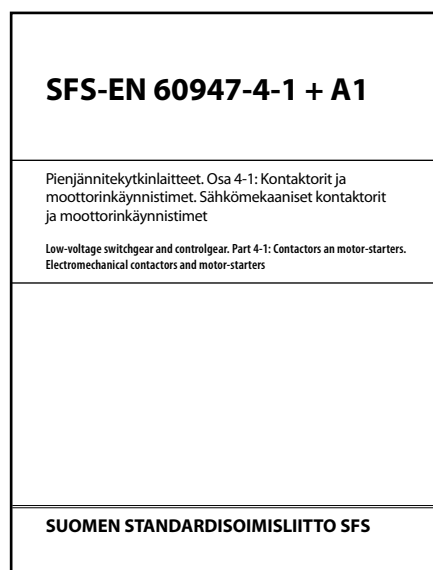 SFS-EN 60947-4-1 + A1
Pienjännitekytkinlaitteet. Osa 4-1: Kontaktorit ja
moottorinkäynnistimet. Sähkömekaaniset kontaktorit
ja moottorinkäynnistimet
Low-voltage switchgear and controlgear. Part 4-1: Contactors an motor-starters.
Electromechanical contactors and motor-starters
SUOMEN STANDARDISOIMISLIITTO SFS